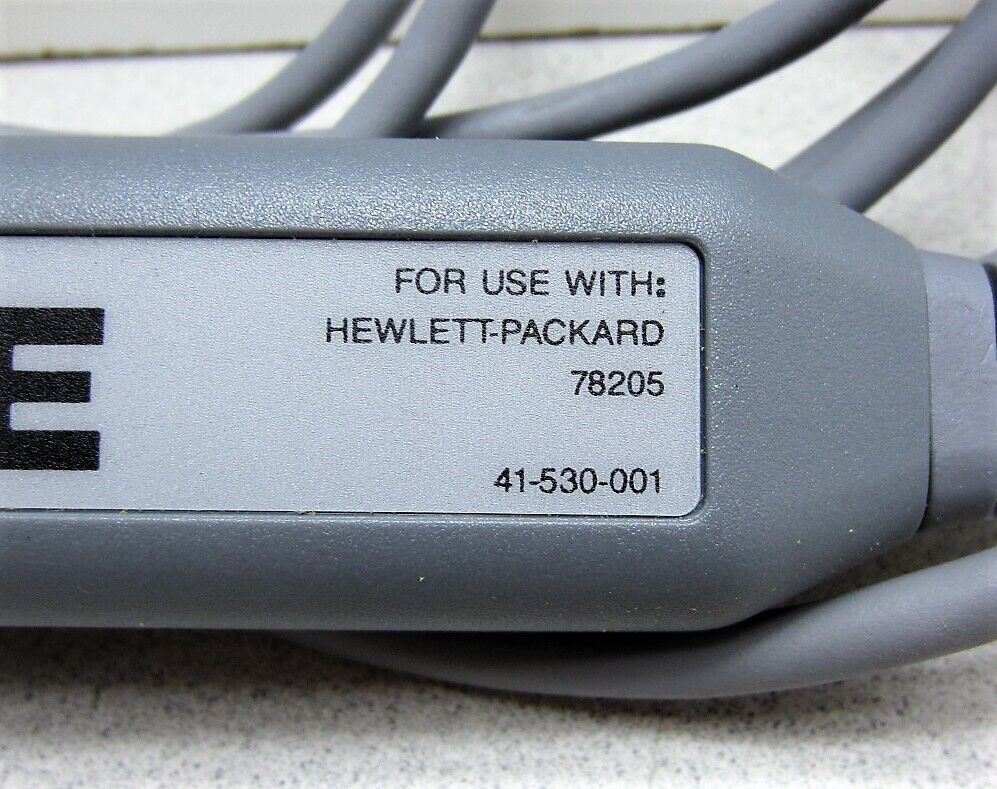 FOR USE WITH:
HEWLETT-PACKARD
78205
E
41-530-001